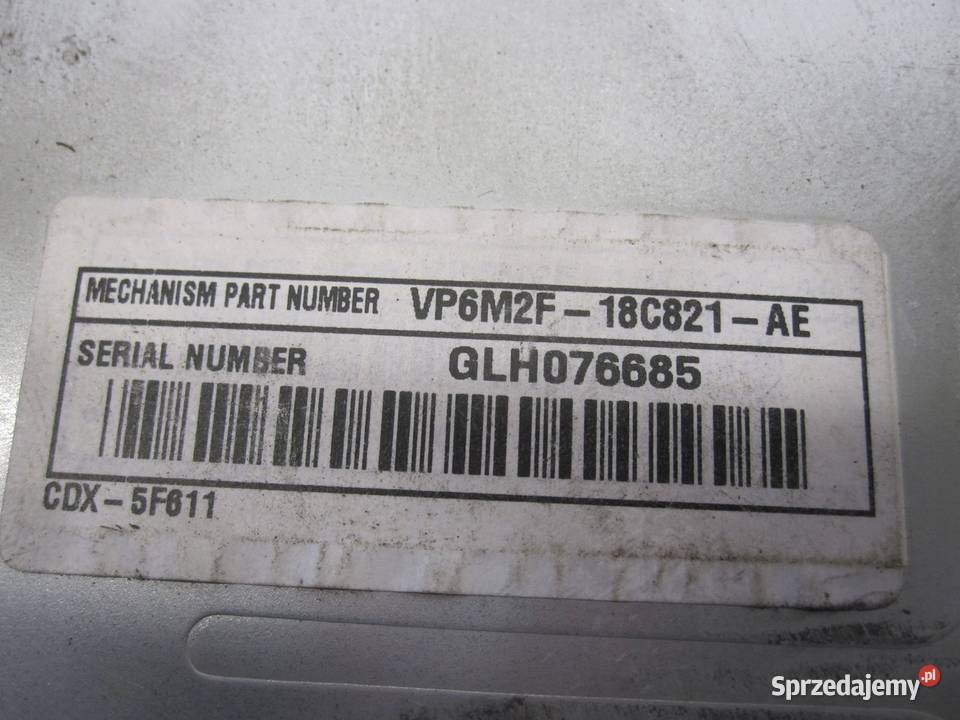 MECHANISM PART NUMBER VP6M2F-18C821-AE
SERIAL NUMBER GLH076685
CDX-5F611
Sprzedajemy.pl